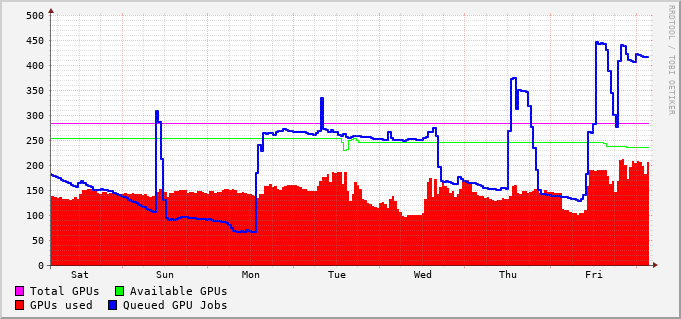 500
450
400
350
300
250
200
150
100
50
0
Sat Sun Mon Tue Wed Thu Fri
Total GPUs Available GPUs
GPUs used Queued GPU Jobs
RRDTOOL / TOBI OETIKER